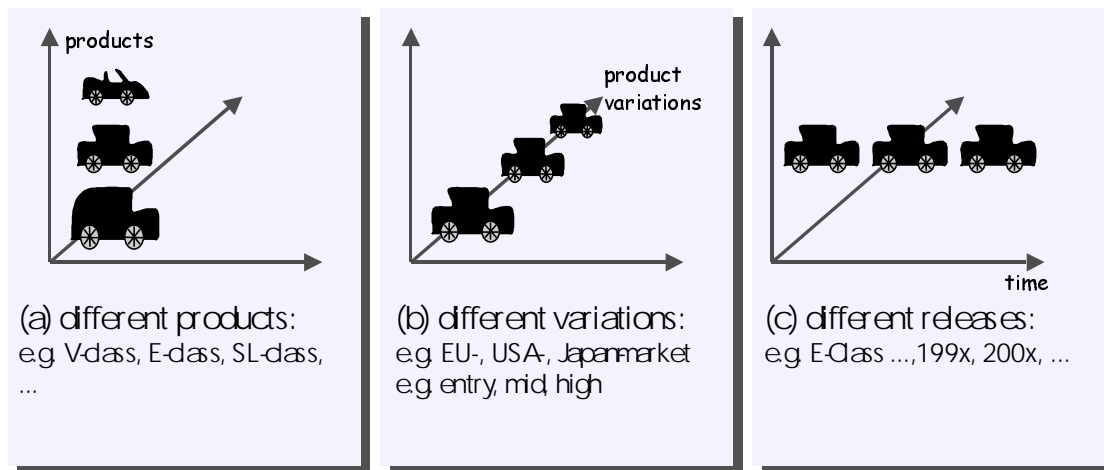 products
(a) different products:
e.g. V-class, E-class, SL-class,
...
product
variations
(b) different variations:
e.g. EU-, USA-, Japan-market
e.g. entry, mid, high
time
(c) different releases:
e.g. E-Class ...,199x, 200x, ...